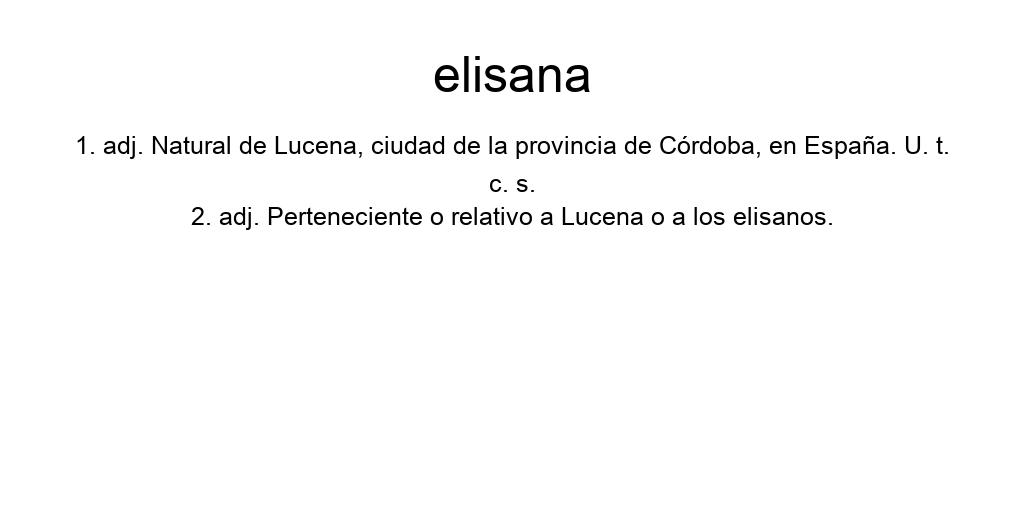 elisana
1. adj. Natural de Lucena, ciudad de la provincia de Córdoba, en España. U. t.
c. s.
2. adj. Perteneciente o relativo a Lucena o a los elisanos.